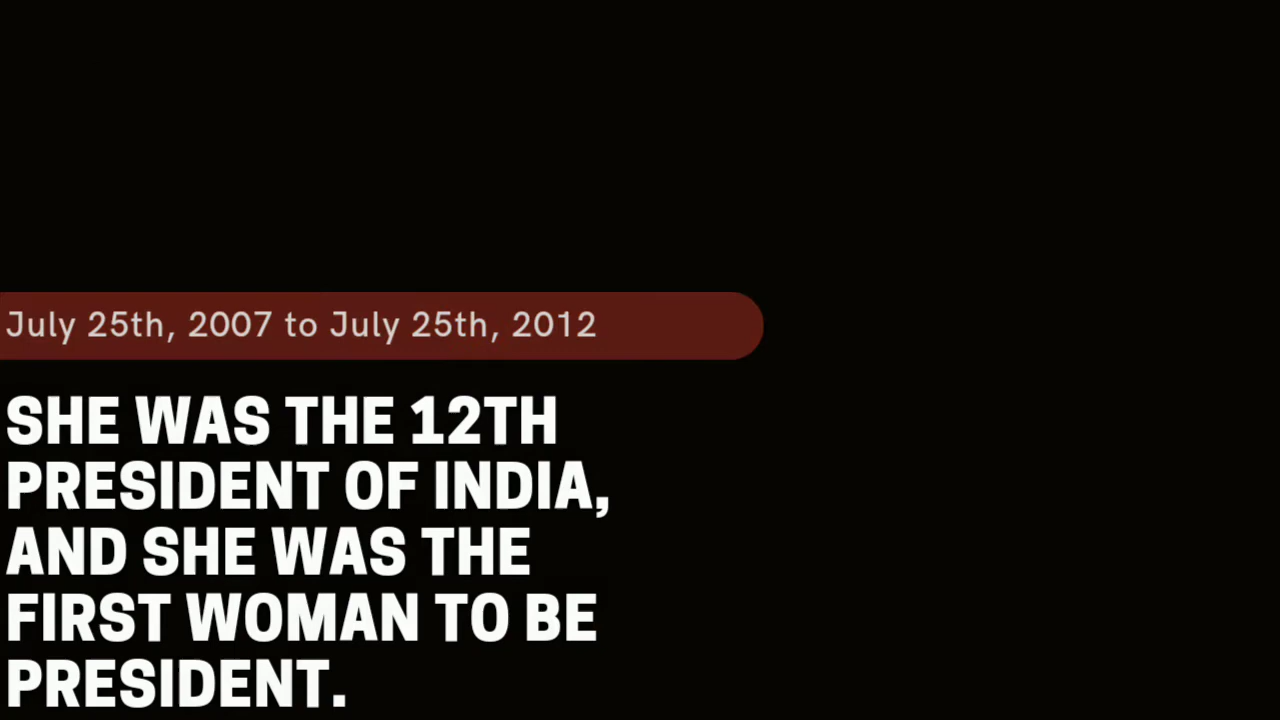 July 25th, 2007 to July 25th, 2012
SHE WAS THE 12TH
PRESIDENT OF INDIA,
AND SHE WAS THE
FIRST WOMAN TO BE
PRESIDENT.